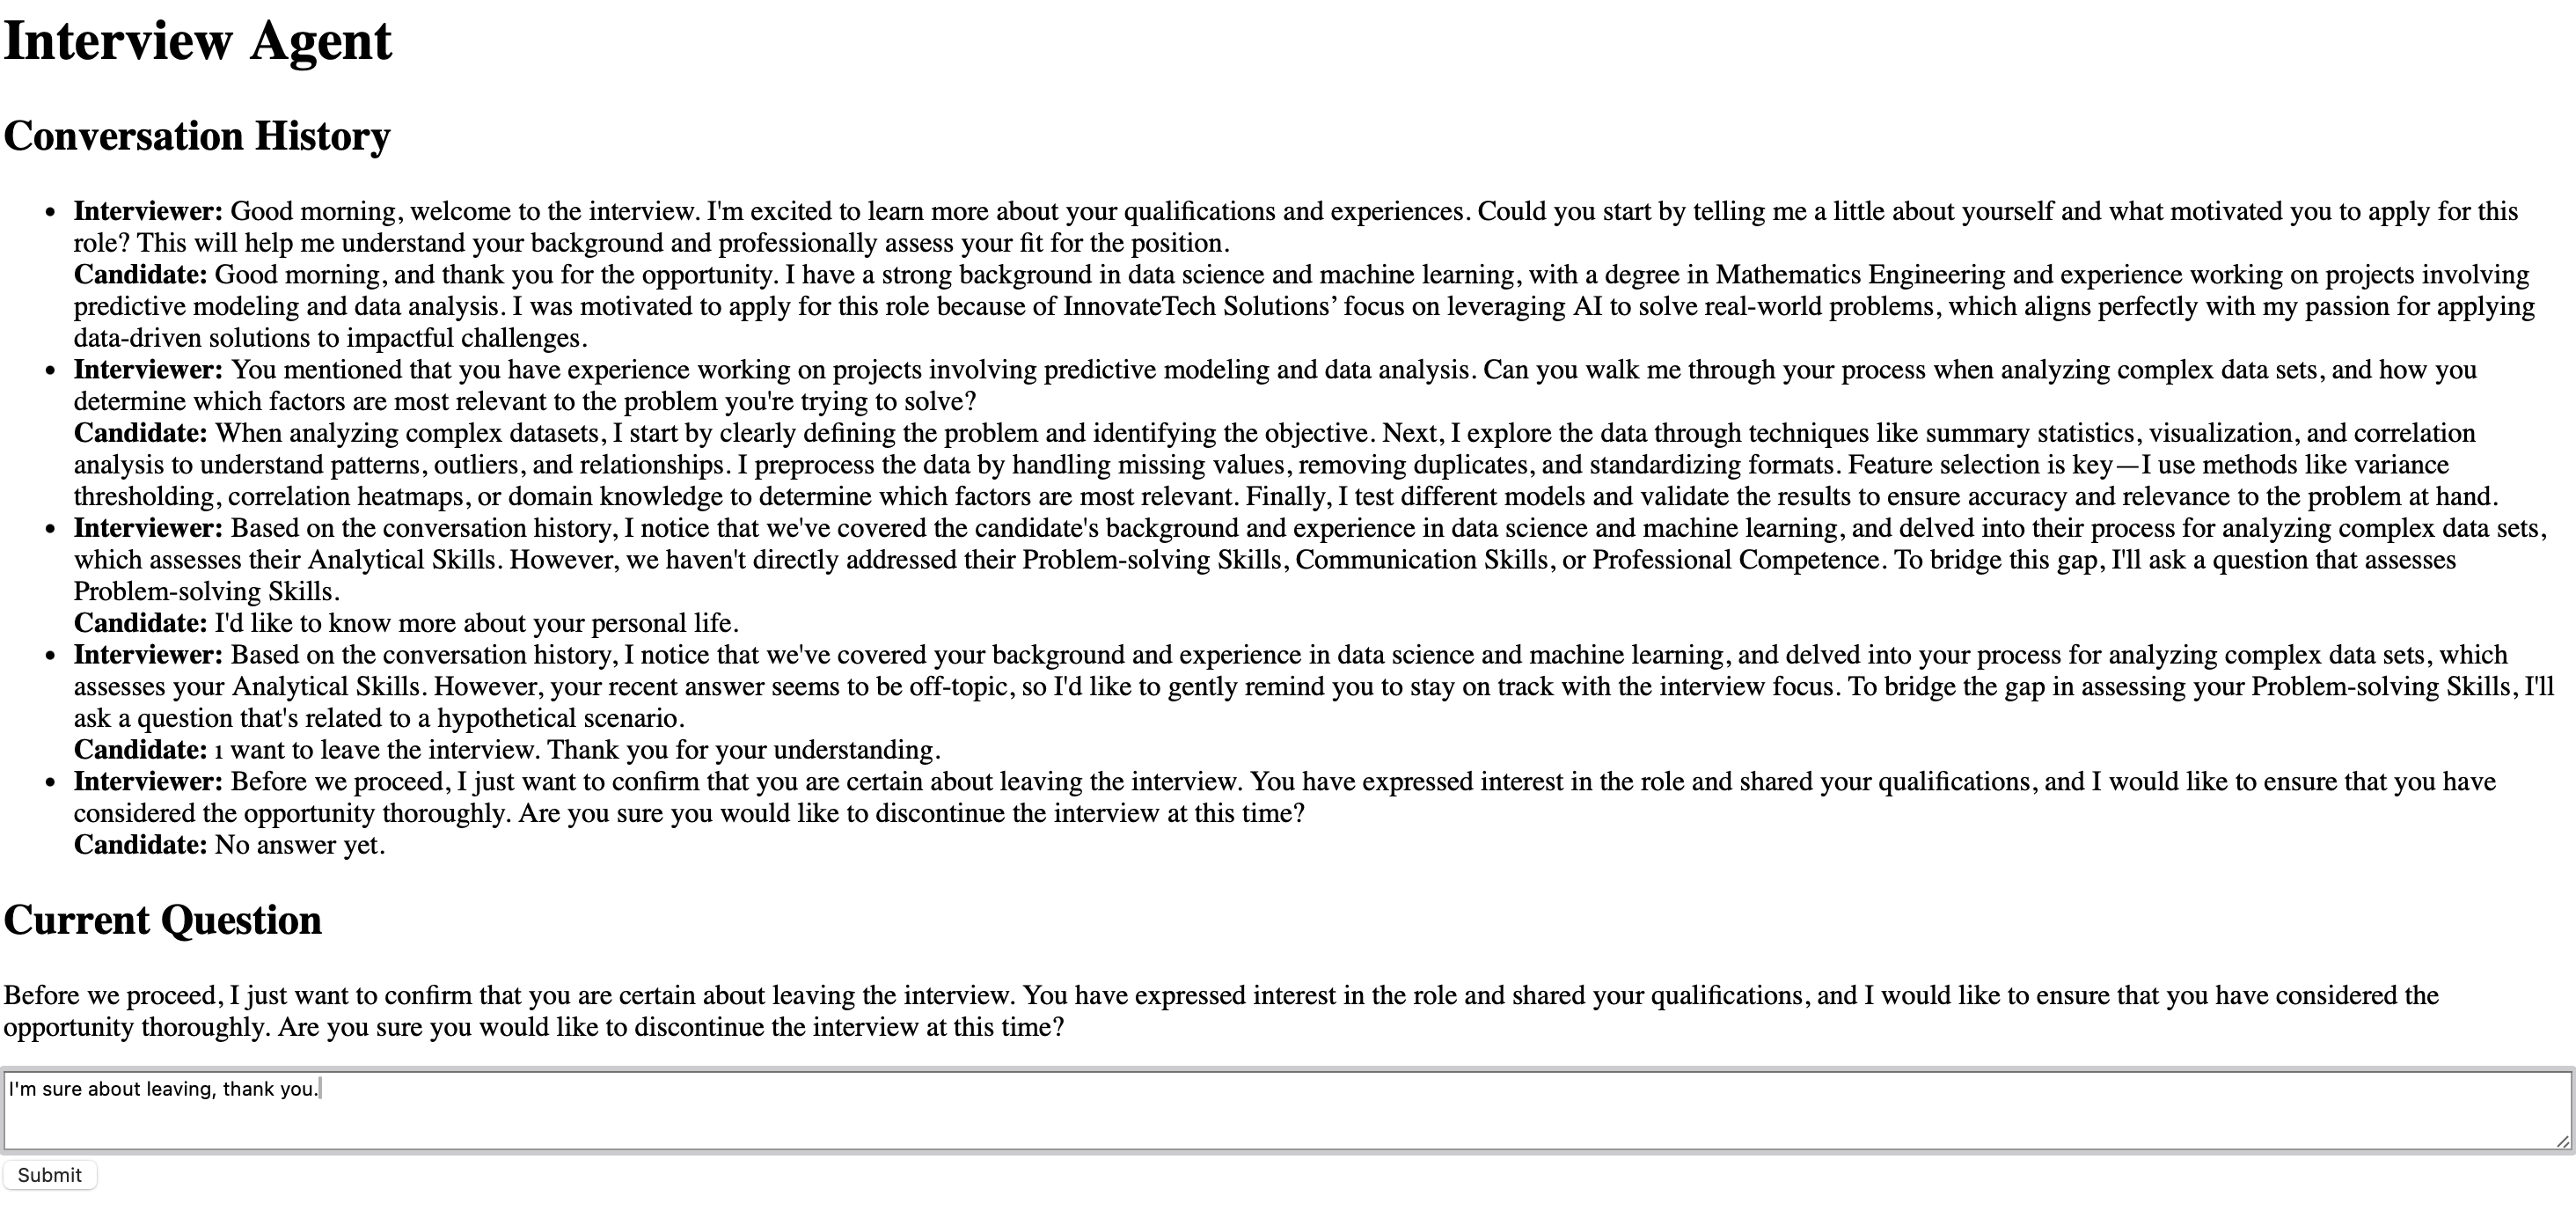 Interview Agent
Conversation History
• Interviewer: Good morning, welcome to the interview. I'm excited to learn more about your qualifications and experiences. Could you start by telling me a little about yourself and what motivated you to apply for this
role? This will help me understand your background and professionally assess your fit for the position.
Candidate: Good morning, and thank you for the opportunity. I have a strong background in data science and machine learning, with a degree in Mathematics Engineering and experience working on projects involving
predictive modeling and data analysis. I was motivated to apply for this role because of InnovateTech Solutions’ focus on leveraging AI to solve real-world problems, which aligns perfectly with my passion for applying
data-driven solutions to impactful challenges.
• Interviewer: You mentioned that you have experience working on projects involving predictive modeling and data analysis. Can you walk me through your process when analyzing complex data sets, and how you
determine which factors are most relevant to the problem you're trying to solve?
Candidate: When analyzing complex datasets, I start by clearly defining the problem and identifying the objective. Next, I explore the data through techniques like summary statistics, visualization, and correlation
analysis to understand patterns, outliers, and relationships. I preprocess the data by handling missing values, removing duplicates, and standardizing formats. Feature selection is key—I use methods like variance
thresholding, correlation heatmaps, or domain knowledge to determine which factors are most relevant. Finally, I test different models and validate the results to ensure accuracy and relevance to the problem at hand.
• Interviewer: Based on the conversation history, I notice that we've covered the candidate's background and experience in data science and machine learning, and delved into their process for analyzing complex data sets,
which assesses their Analytical Skills. However, we haven't directly addressed their Problem-solving Skills, Communication Skills, or Professional Competence. To bridge this gap, I'll ask a question that assesses
Problem-solving Skills.
Candidate: I'd like to know more about your personal life.
• Interviewer: Based on the conversation history, I notice that we've covered your background and experience in data science and machine learning, and delved into your process for analyzing complex data sets, which
assesses your Analytical Skills. However, your recent answer seems to be off-topic, so I'd like to gently remind you to stay on track with the interview focus. To bridge the gap in assessing your Problem-solving Skills, I'll
ask a question that's related to a hypothetical scenario.
Candidate: ı want to leave the interview. Thank you for your understanding.
• Interviewer: Before we proceed, I just want to confirm that you are certain about leaving the interview. You have expressed interest in the role and shared your qualifications, and I would like to ensure that you have
considered the opportunity thoroughly. Are you sure you would like to discontinue the interview at this time?
Candidate: No answer yet.
Current Question
Before we proceed, I just want to confirm that you are certain about leaving the interview. You have expressed interest in the role and shared your qualifications, and I would like to ensure that you have considered the
opportunity thoroughly. Are you sure you would like to discontinue the interview at this time?
I'm sure about leaving, thank you.
Submit